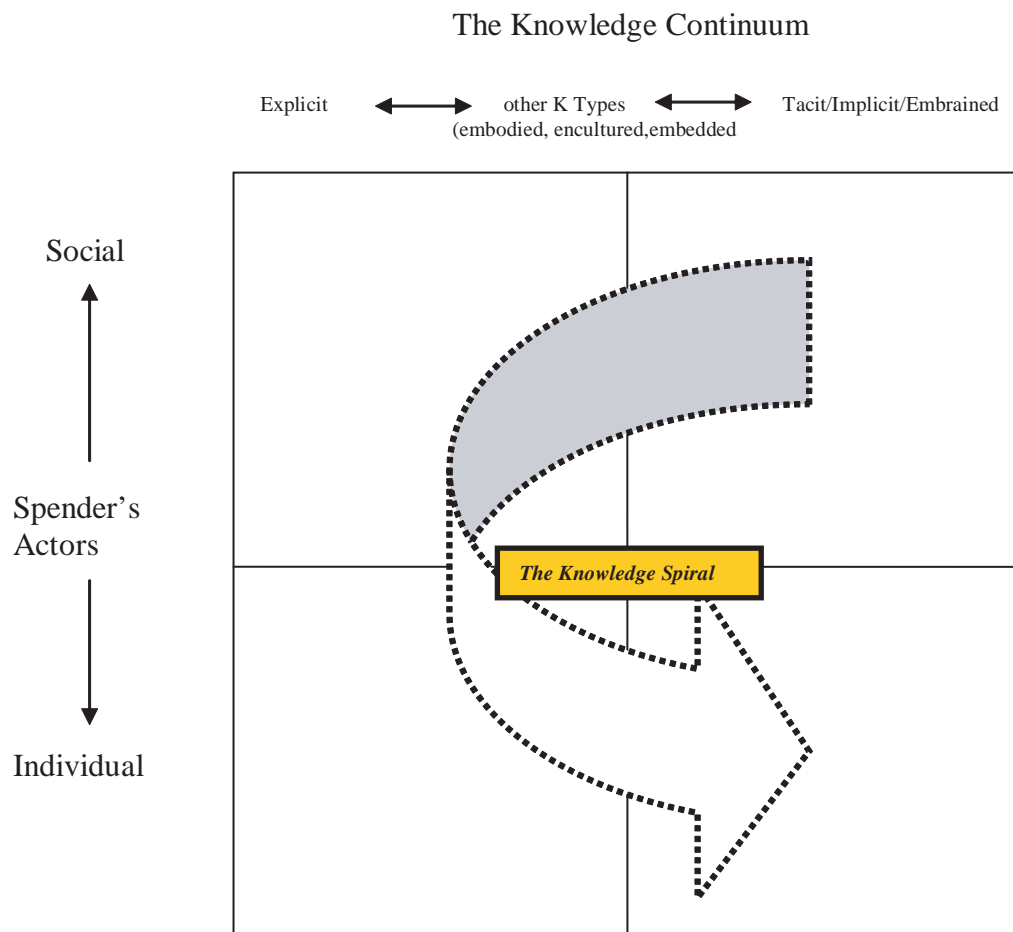 The Knowledge Continuum
Explicit other K Types Tacit/Implicit/Embrained
(embodied, encultured,embedded
Social
Spender’s
Actors
The Knowledge Spiral
Individual